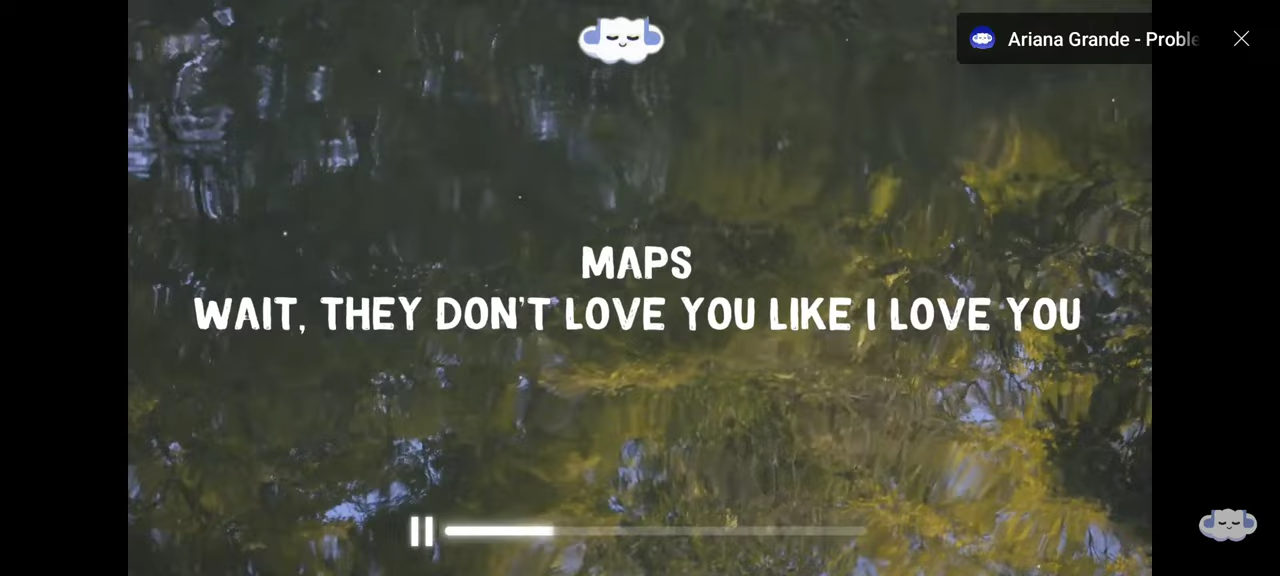 Ariana Grande - Proble
MAPS
WAIT, THEY DON'T LOVE YOU LIKE I LOVE YOU